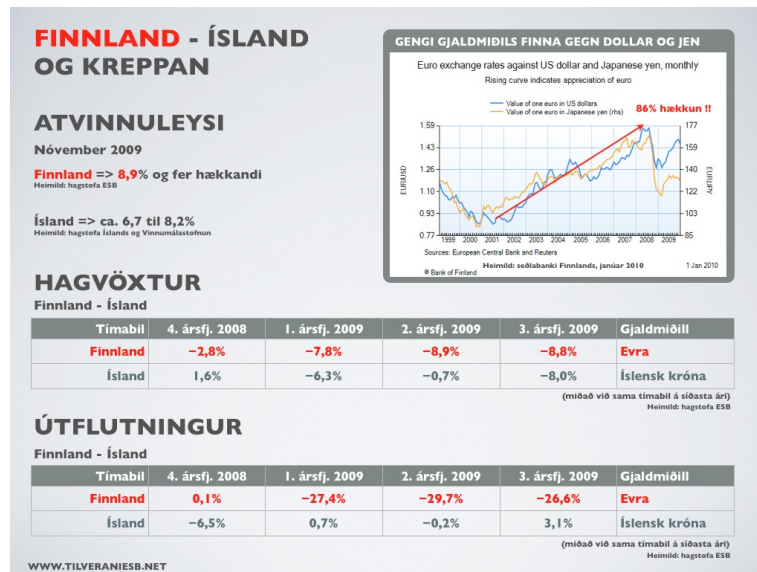 FINNLAND - ÍSLAND
OG KREPPAN
ATVINNULEYSI
Nóvember 2009
Finnland => 8,9% og fer hækkandi
Heimild: hagstofa ESB
Ísland => ca. 6,7 til 8,2%
Heimild: hagstofa Íslands og Vinnumálastofnun
GENGI GJALDMIÐILS FINNA GEGN DOLLAR OG JEN
Euro exchange rates against US dollar and Japanese yen, monthly
Rising curve indicates appreciation of euro
Value of one euro in US dollars
Value of one euro in Japanese yen (rhs)
86% hækkun !!
1.59 177
1.43 159
1.26 140
1.10 122
0.93 103
0.77 85
EURUSD
EURJPY
1999 2000 2001 2002 2003 2004 2005 2006 2007 2008 2009
Sources: European Central Bank and Reuters
Heimild: seðlabanki Finnlands, janúar 2010 1 Jan 2010
® Bank of Finland
HAGVÖXTUR
Finnland - Ísland
Tímabil 4. ársfj. 2008 1. ársfj. 2009 2. ársfj. 2009 3. ársfj. 2009 Gjaldmiðill
Finnland −2,8% −7,8% −8,9% −8,8% Evra
Ísland 1,6% −6,3% −0,7% −8,0% Íslensk króna
(miðað við sama tímabil á síðasta ári)
Heimild: hagstofa ESB
ÚTFLUTNINGUR
Finnland - Ísland
Tímabil 4. ársfj. 2008 1. ársfj. 2009 2. ársfj. 2009 3. ársfj. 2009 Gjaldmiðill
Finnland 0,1% −27,4% −29,7% −26,6% Evra
Ísland −6,5% 0,7% −0,2% 3,1% Íslensk króna
(miðað við sama tímabil á síðasta ári)
Heimild: hagstofa ESB
WWW.TILVERANIESB.NET